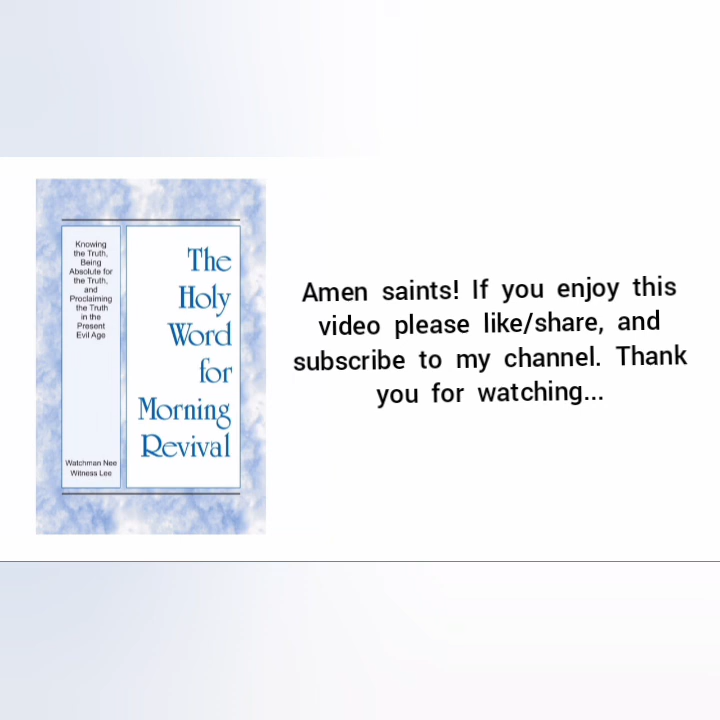 Knowing
the Truth,
Being
Absolute for
the Truth,
and
Proclaiming
the Truth
in the
Present
Evil Age
Watchman Nee
Witness Lee
The
Holy
Word
for
Morning
Revival
Amen saints! If you enjoy this
video please like/share, and
subscribe to my channel. Thank
you for watching...